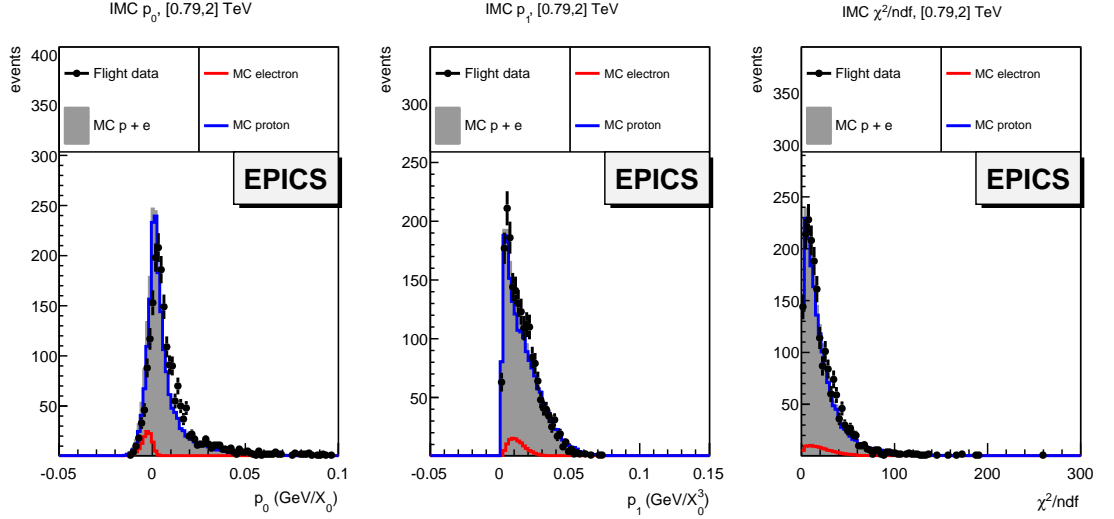 IMC p0, [0.79,2] TeV
events
400
350
300
250
200
150
100
50
Flight data
MC electron
MC p + e
MC proton
EPICS
-0.05 0 0.05 0.1
p0 (GeV/X0)
IMC p1, [0.79,2] TeV
events
300
250
200
150
100
50
Flight data
MC electron
MC p + e
MC proton
EPICS
-0.05 0 0.05 0.1 0.15
p1 (GeV/X0^3)
IMC χ²/ndf, [0.79,2] TeV
events
350
300
250
200
150
100
50
Flight data
MC electron
MC p + e
MC proton
EPICS
0 100 200 300
χ²/ndf